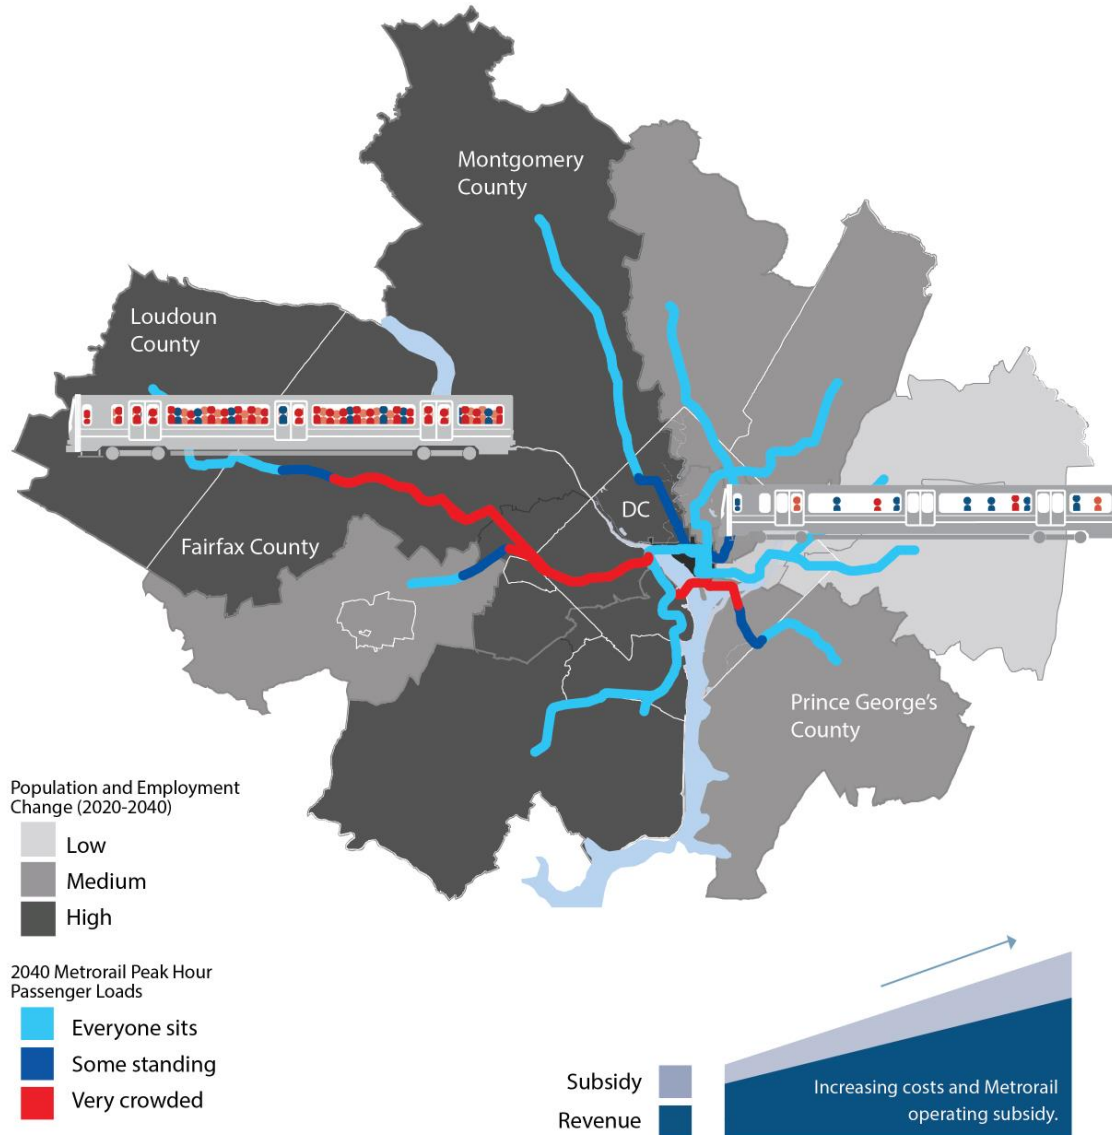 Montgomery
County
Loudoun
County
DC
Fairfax County
Prince George's
County
Population and Employment
Change (2020-2040)
Low
Medium
High
2040 Metrorail Peak Hour
Passenger Loads
Everyone sits
Some standing
Very crowded
Subsidy
Revenue
Increasing costs and Metrorail
operating subsidy.